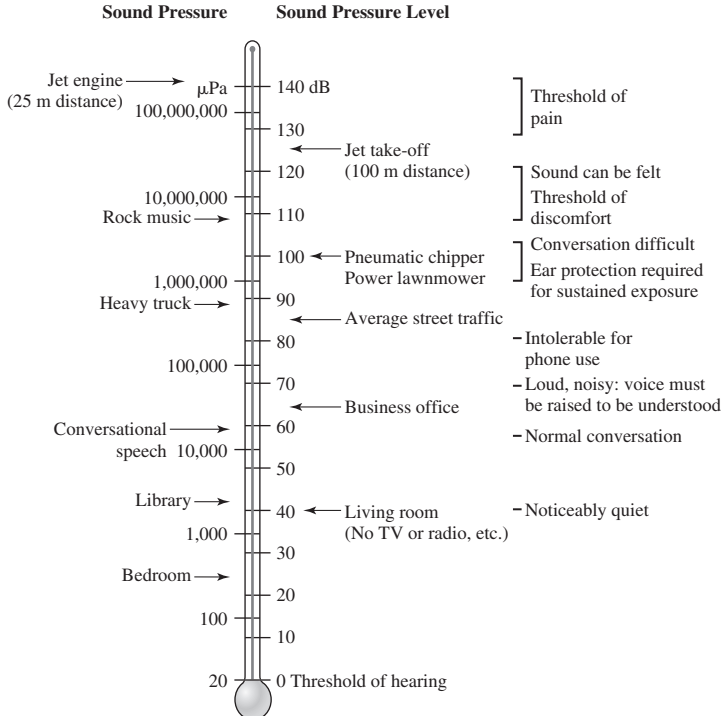 Sound Pressure Sound Pressure Level
Jet engine
(25 m distance)
μPa
140 dB
Threshold of
pain
100,000,000
130
Jet take-off
(100 m distance)
120
Sound can be felt
Threshold of
discomfort
10,000,000
Rock music
110
100
Pneumatic chipper
Power lawnmower
Conversation difficult
Ear protection required
for sustained exposure
1,000,000
90
Heavy truck
Average street traffic
80
Intolerable for
phone use
100,000
70
Loud, noisy: voice must
be raised to be understood
Business office
60
Conversational
speech 10,000
Normal conversation
50
Library
40
Living room
(No TV or radio, etc.)
Noticeably quiet
1,000
30
Bedroom
20
100
10
20
0 Threshold of hearing